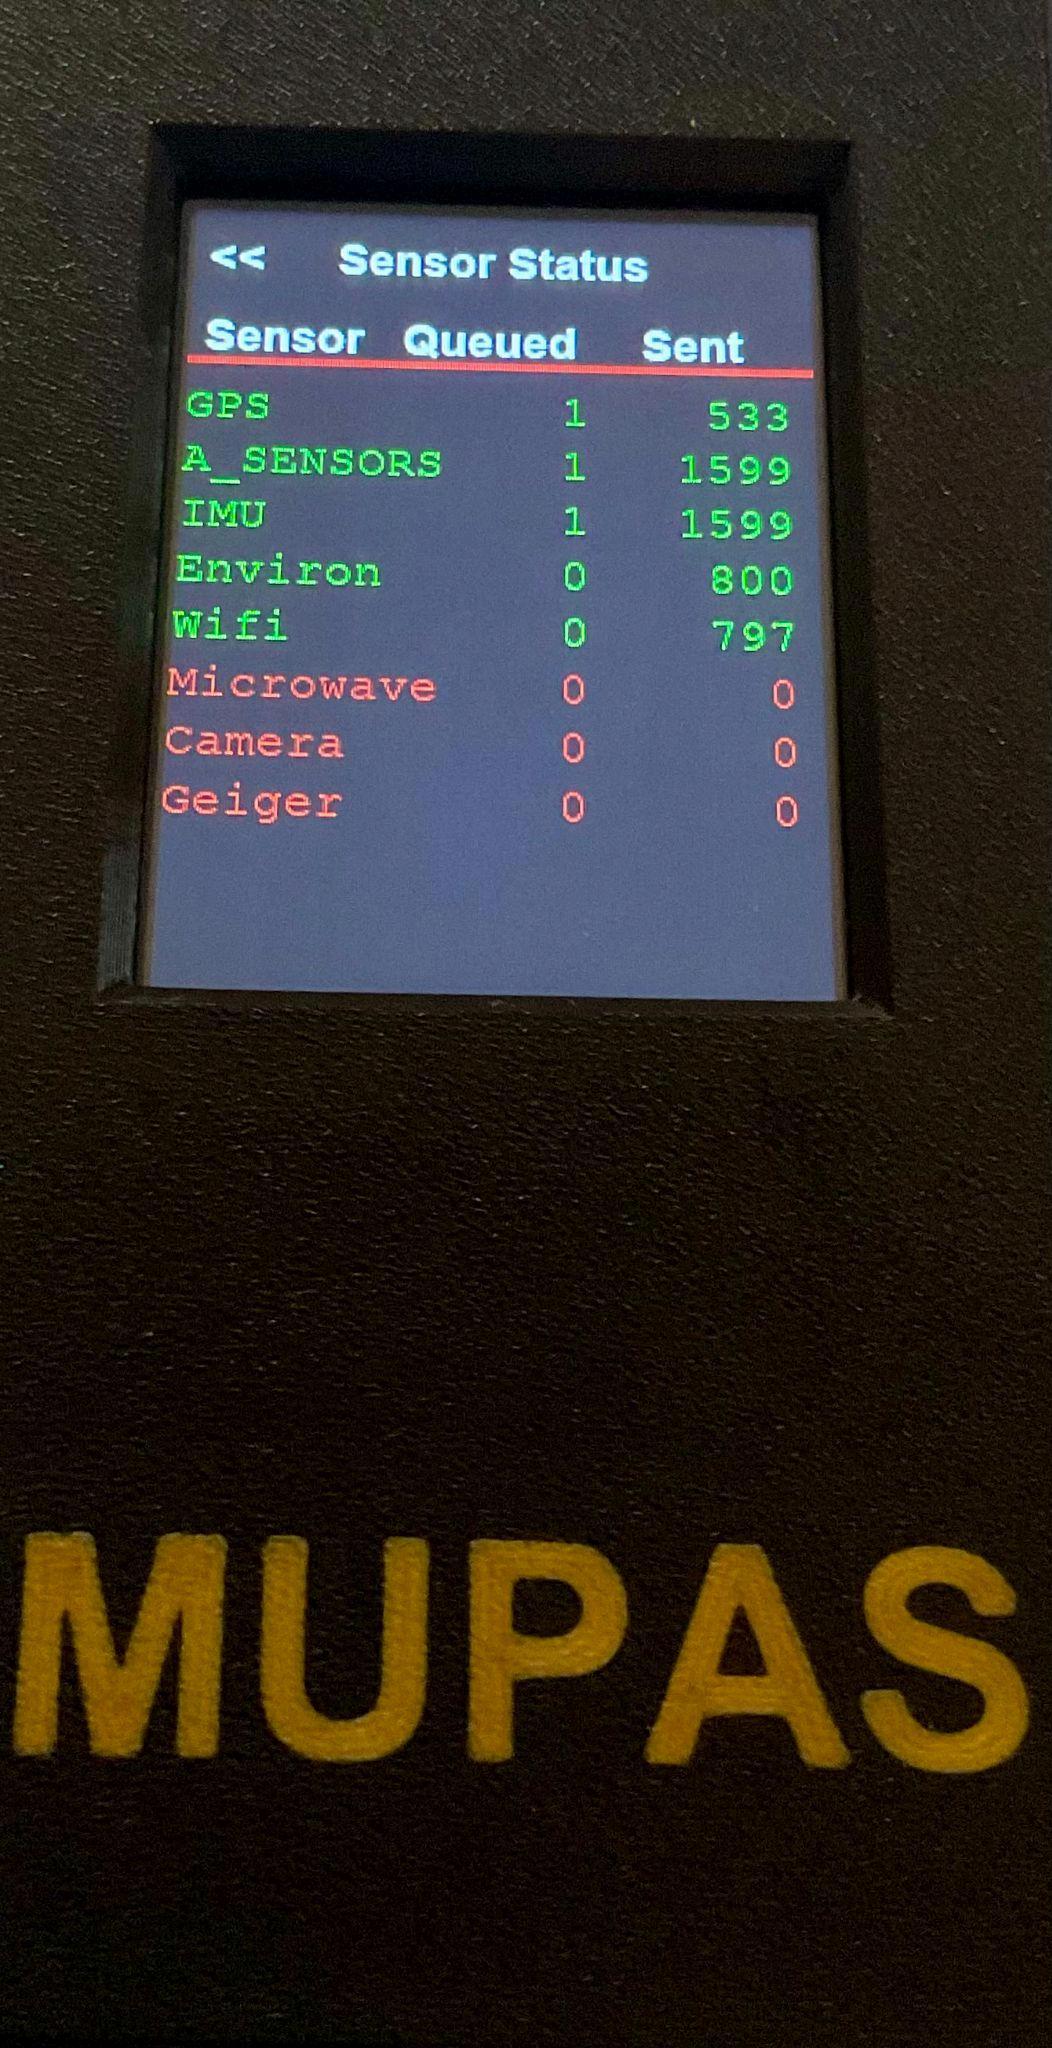 << Sensor Status
Sensor Queued Sent
GPS 1 533
A_SENSORS 1 1599
IMU 1 1599
Environ 0 800
Wifi 0 797
Microwave 0 0
Camera 0 0
Geiger 0 0
MUPAS